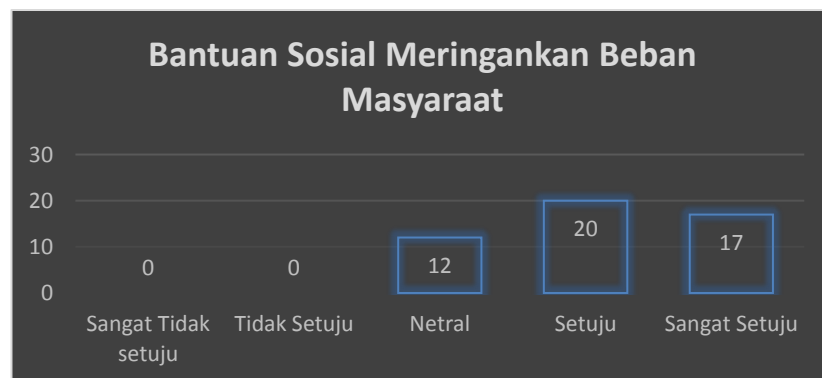 Bantuan Sosial Meringankan Beban
Masyaraat
30
20
10
0
0
0
12
20
17
Sangat Tidak
setuju
Tidak Setuju
Netral
Setuju
Sangat Setuju